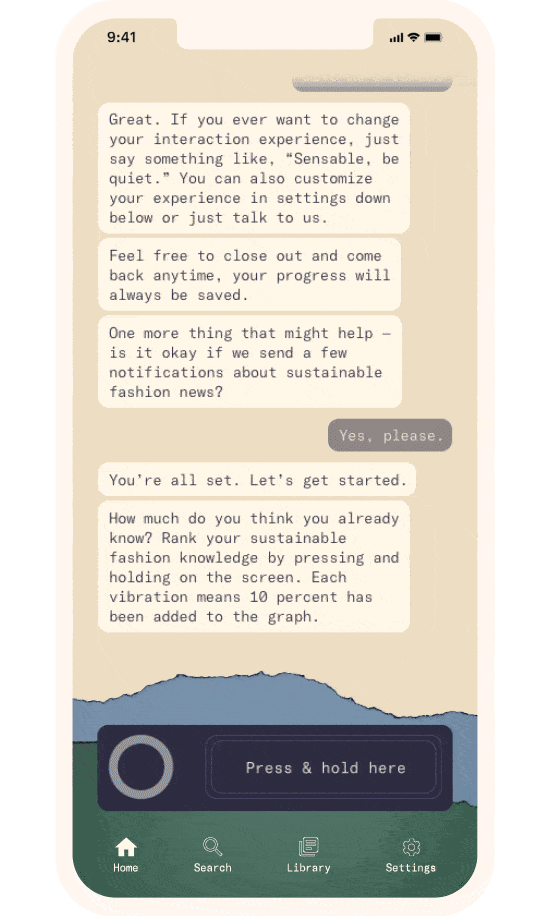 9:41
Great. If you ever want to change
your interaction experience, just
say something like, “Sensable, be
quiet.” You can also customize
your experience in settings down
below or just talk to us.
Feel free to close out and come
back anytime, your progress will
always be saved.
One more thing that might help —
is it okay if we send a few
notifications about sustainable
fashion news?
Yes, please.
You’re all set. Let’s get started.
How much do you think you already
know? Rank your sustainable
fashion knowledge by pressing and
holding on the screen. Each
vibration means 10 percent has
been added to the graph.
Press & hold here
Home
Search
Library
Settings